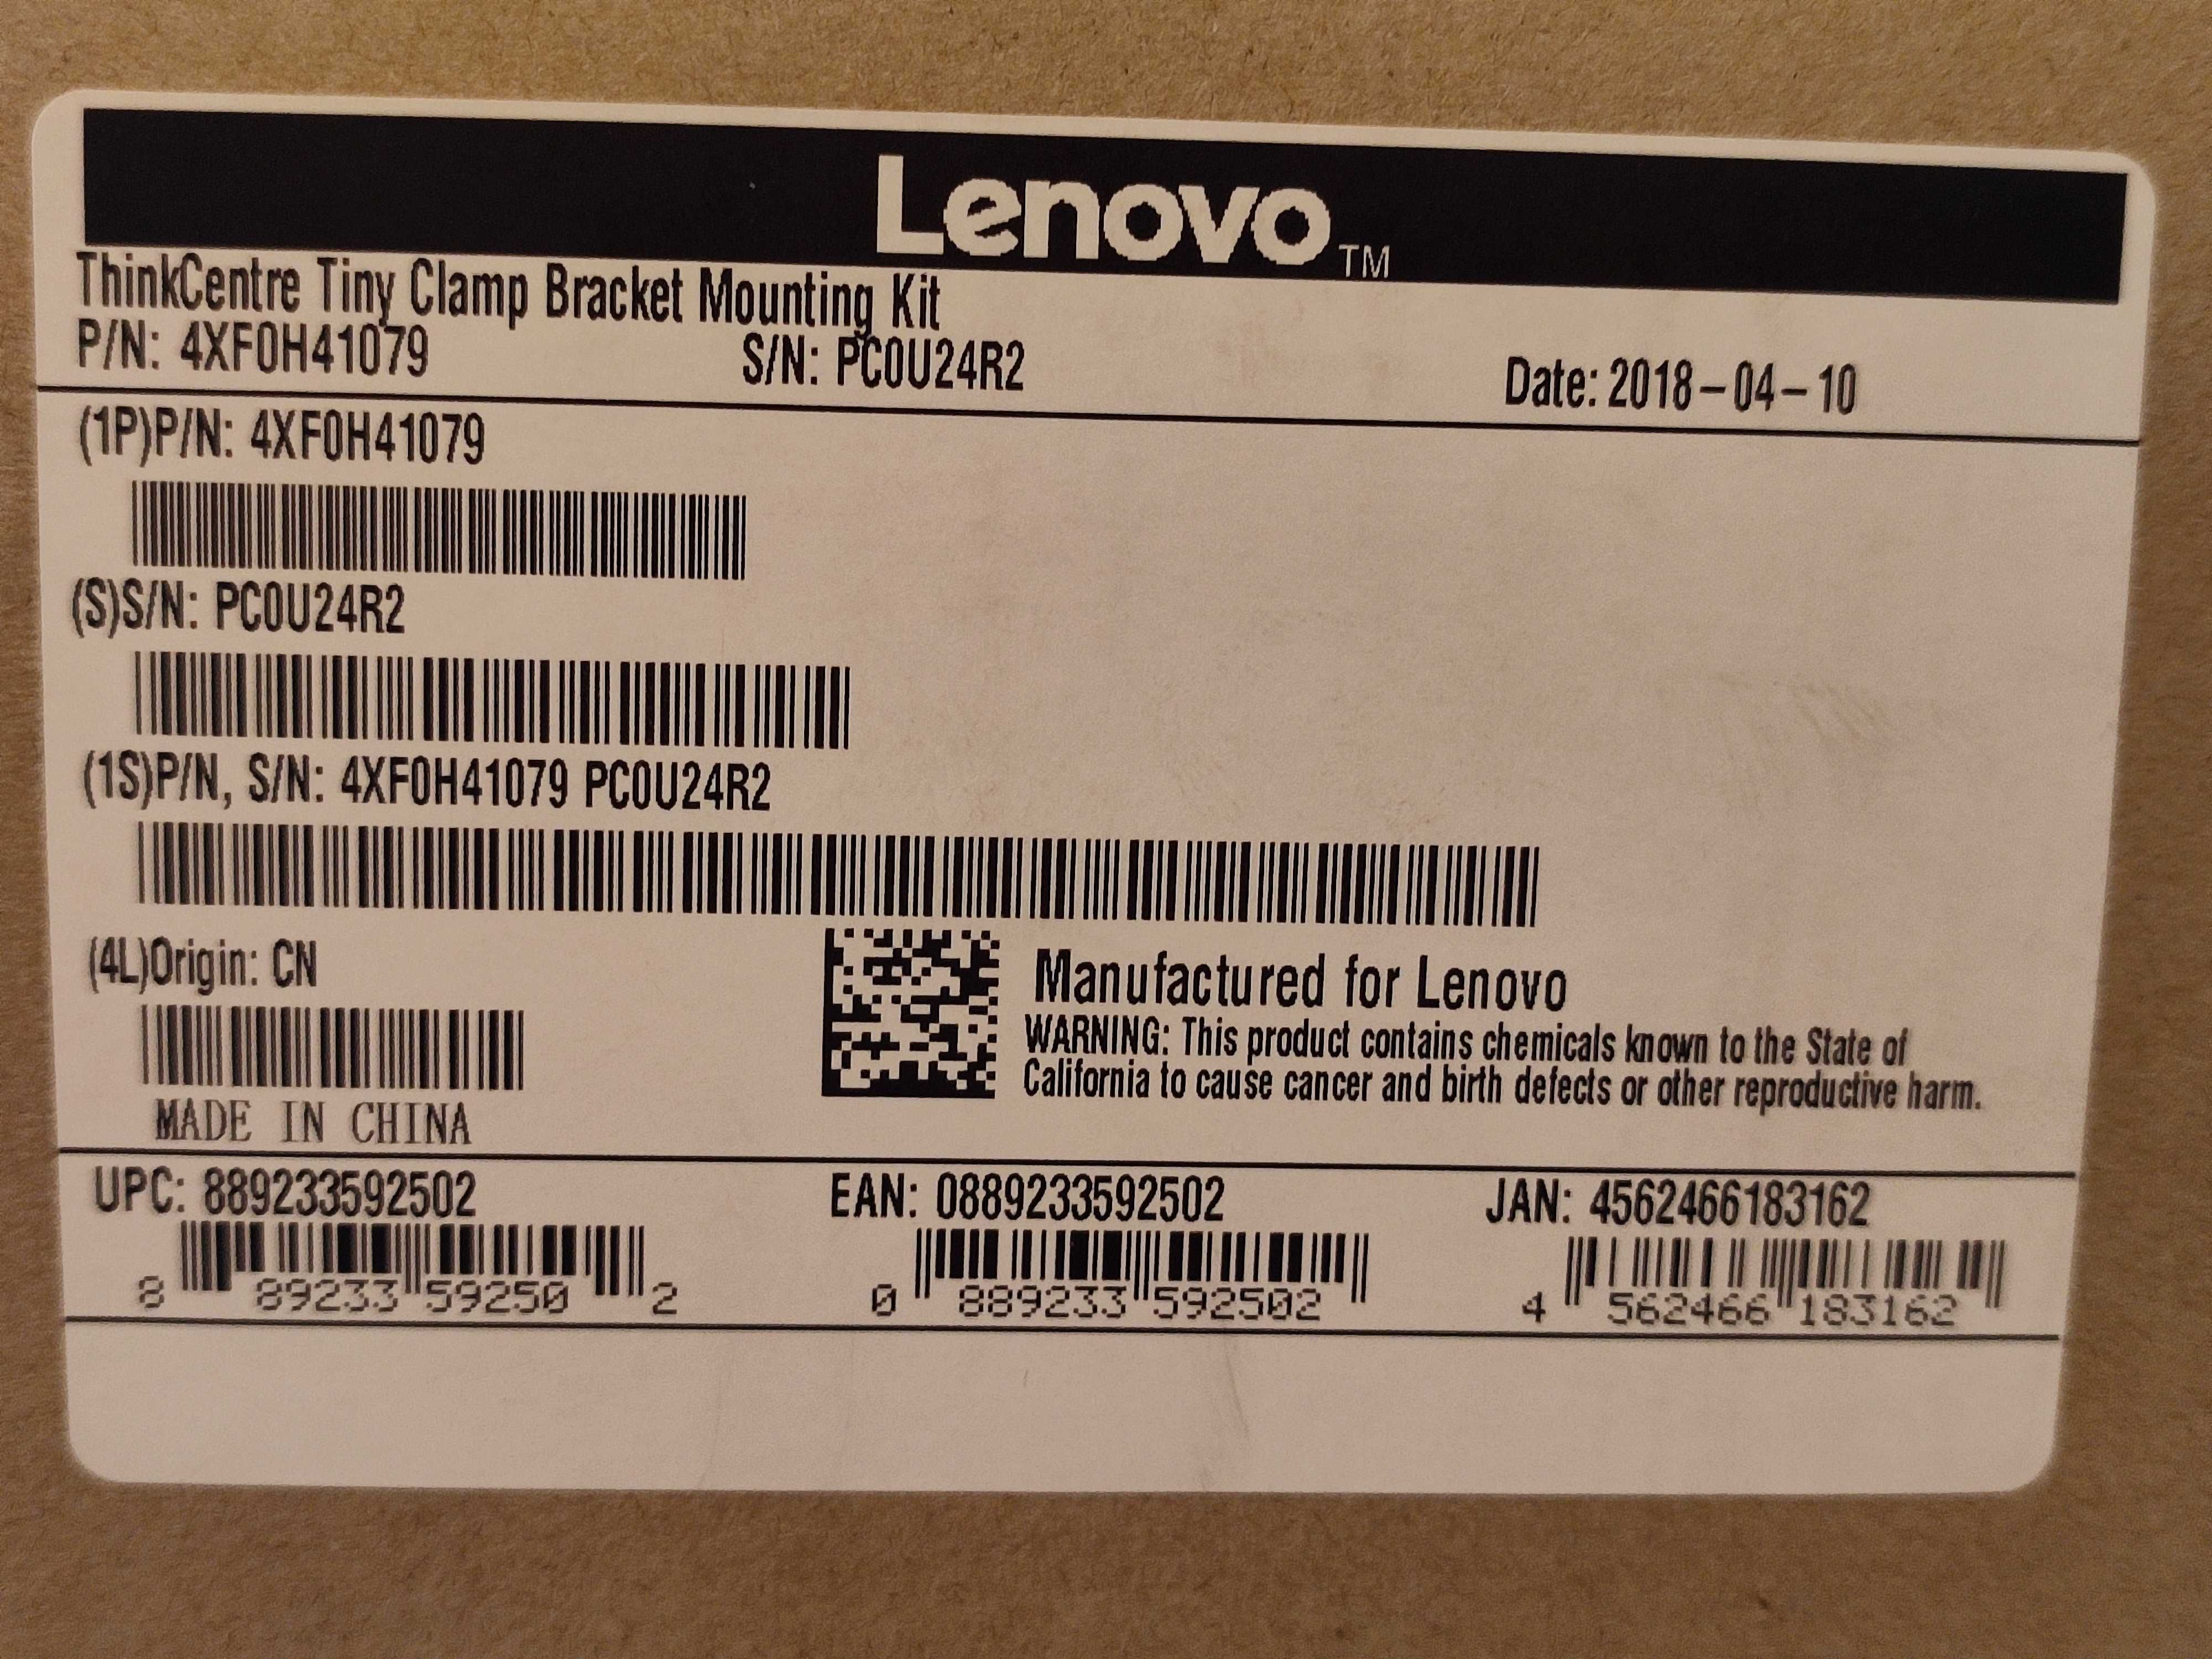 Lenovo TM
ThinkCentre Tiny Clamp Bracket Mounting Kit
P/N: 4XF0H41079 S/N: PC0U24R2 Date: 2018-04-10
(1P)P/N: 4XF0H41079
(S)S/N: PC0U24R2
(1S)P/N, S/N: 4XF0H41079 PC0U24R2
(4L)Origin: CN
MADE IN CHINA
Manufactured for Lenovo
WARNING: This product contains chemicals known to the State of
California to cause cancer and birth defects or other reproductive harm.
UPC: 889233592502 EAN: 0889233592502 JAN: 4562466183162
8 89233 59250 2 0 889233 592502 4 562466 183162